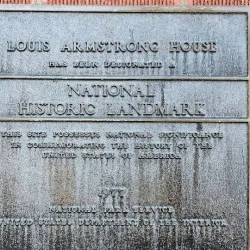 LOUIS ARMSTRONG HOUSE
HAS BEEN DESIGNATED A
NATIONAL
HISTORIC LANDMARK
THIS SITE POSSESSES NATIONAL SIGNIFICANCE
IN COMMEMORATING THE HISTORY OF THE
UNITED STATES OF AMERICA
1977
NATIONAL PARK SERVICE
UNITED STATES DEPARTMENT OF THE INTERIOR